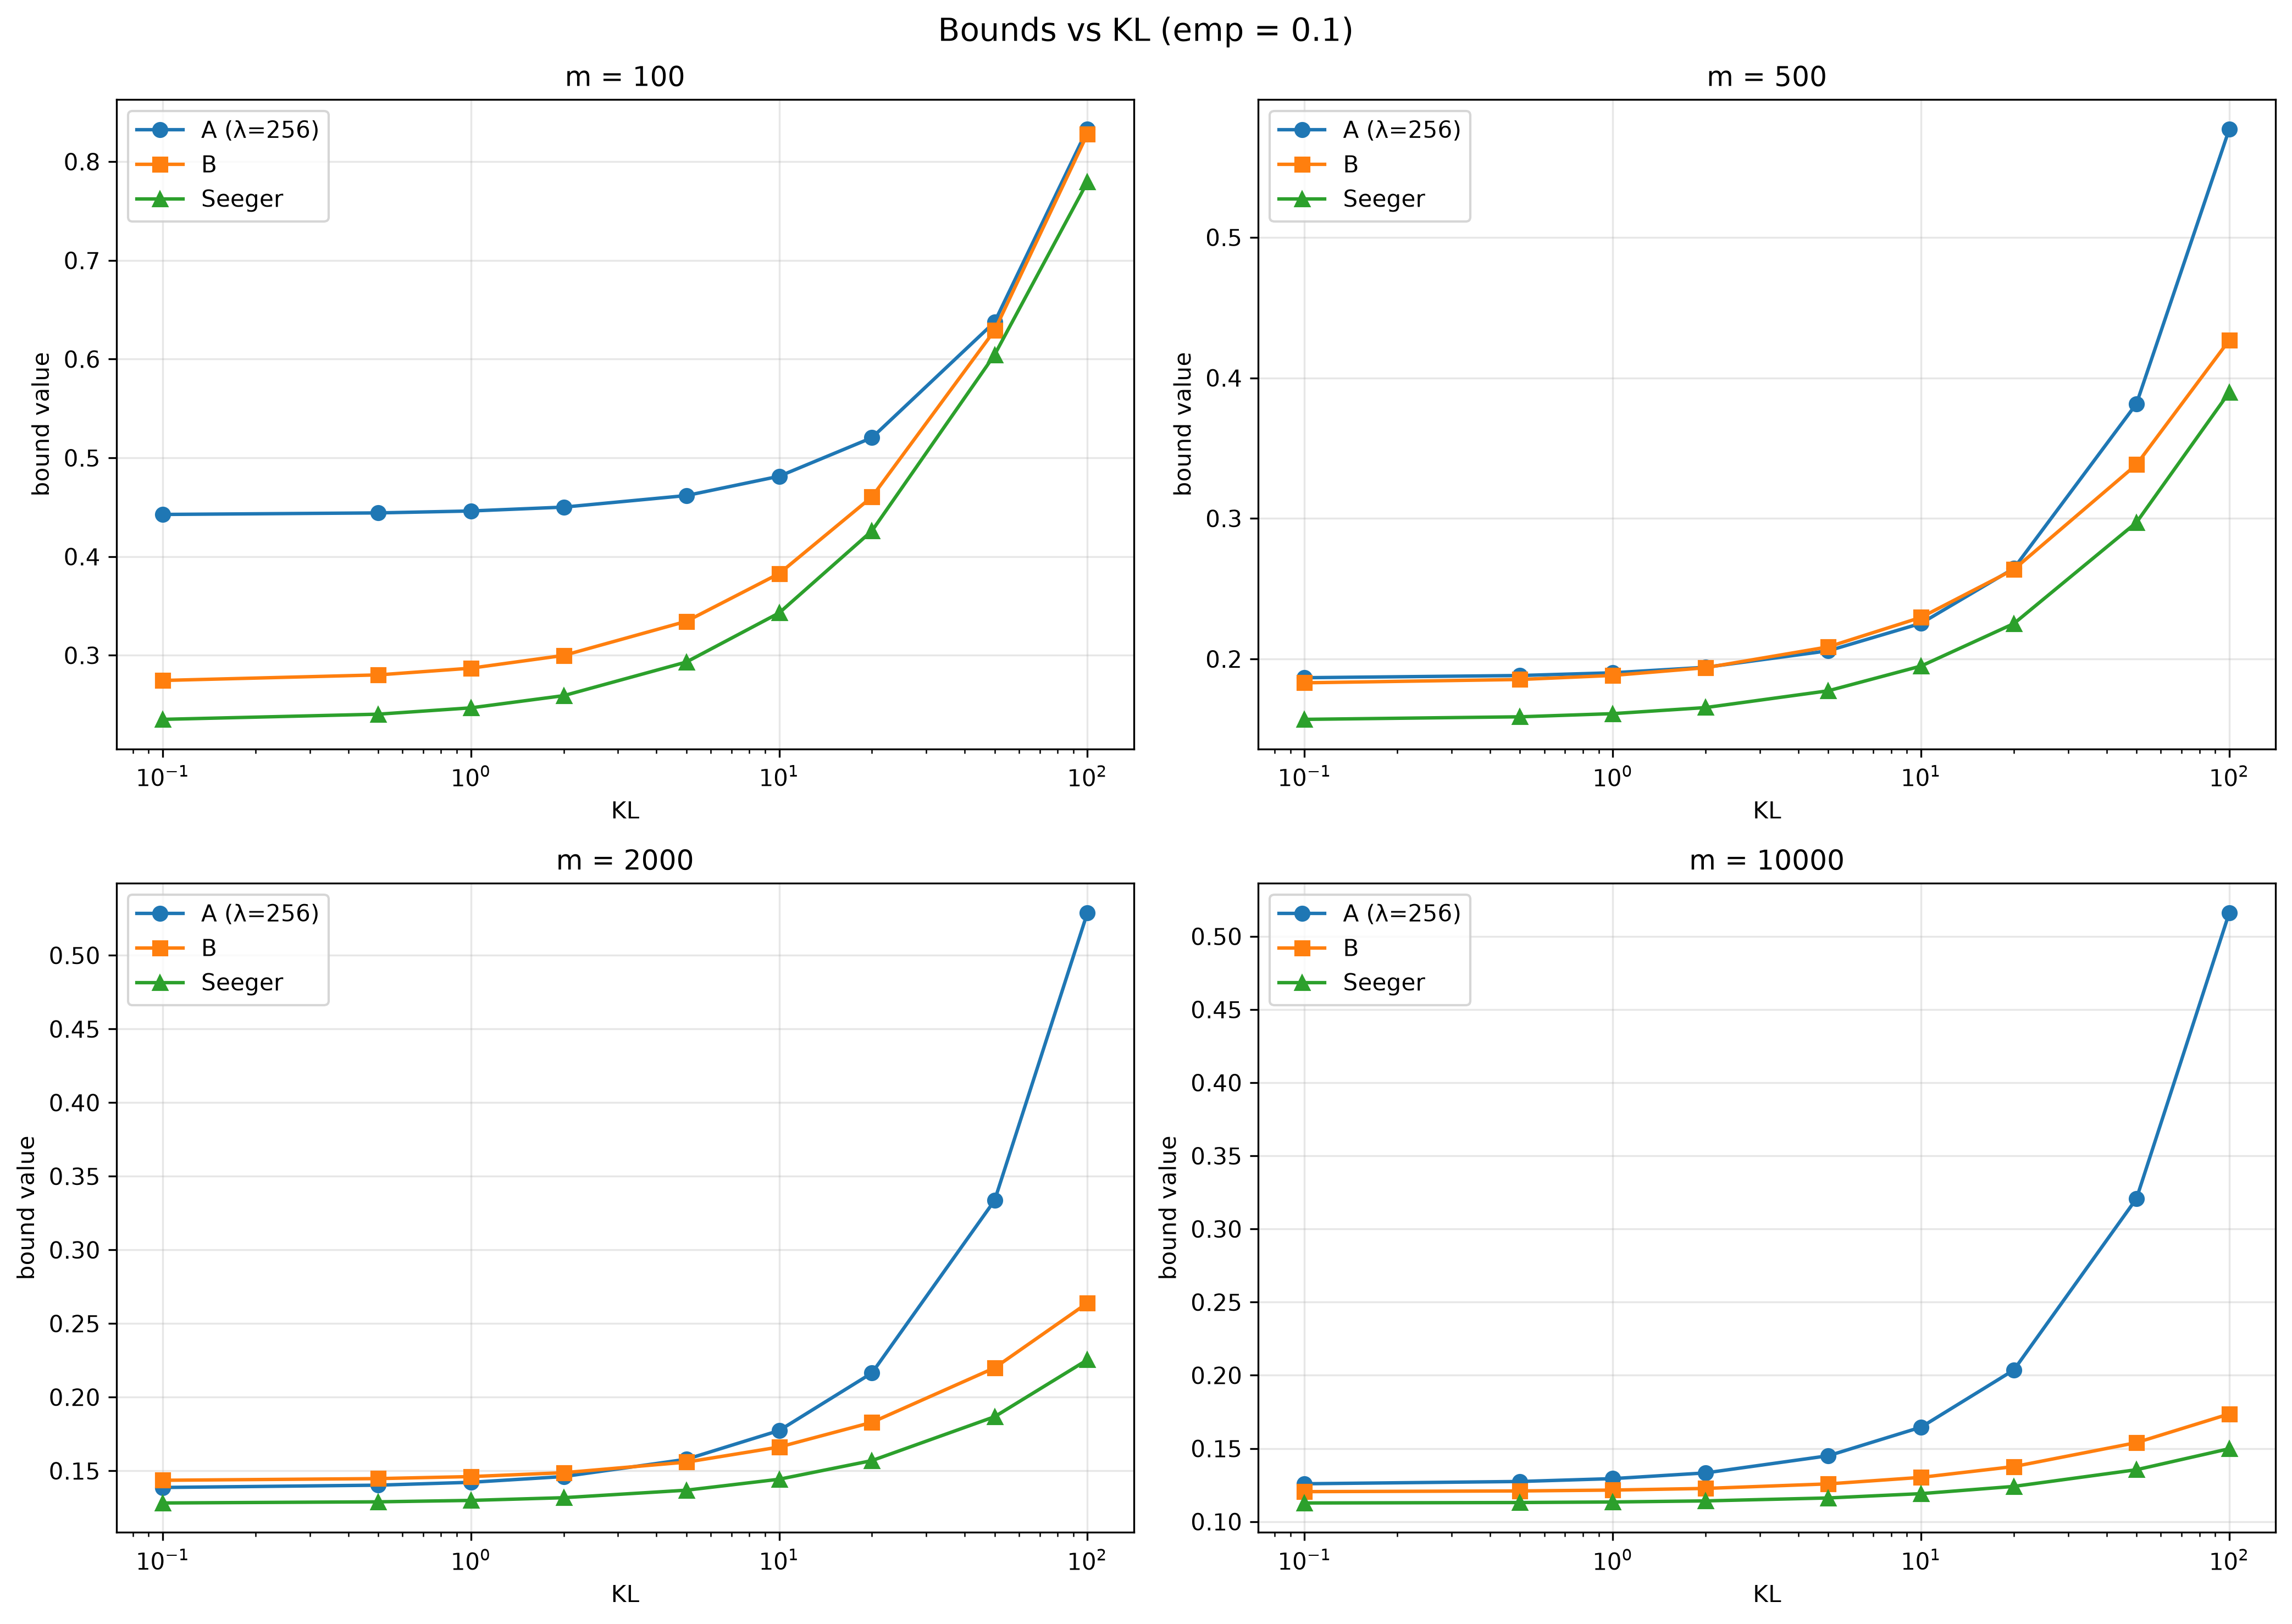 Bounds vs KL (emp = 0.1)
m = 100
A (λ=256)
B
Seeger
bound value
0.8
0.7
0.6
0.5
0.4
0.3
10⁻¹
10⁰
10¹
10²
KL
m = 500
A (λ=256)
B
Seeger
bound value
0.5
0.4
0.3
0.2
10⁻¹
10⁰
10¹
10²
KL
m = 2000
A (λ=256)
B
Seeger
bound value
0.50
0.45
0.40
0.35
0.30
0.25
0.20
0.15
10⁻¹
10⁰
10¹
10²
KL
m = 10000
A (λ=256)
B
Seeger
bound value
0.50
0.45
0.40
0.35
0.30
0.25
0.20
0.15
0.10
10⁻¹
10⁰
10¹
10²
KL